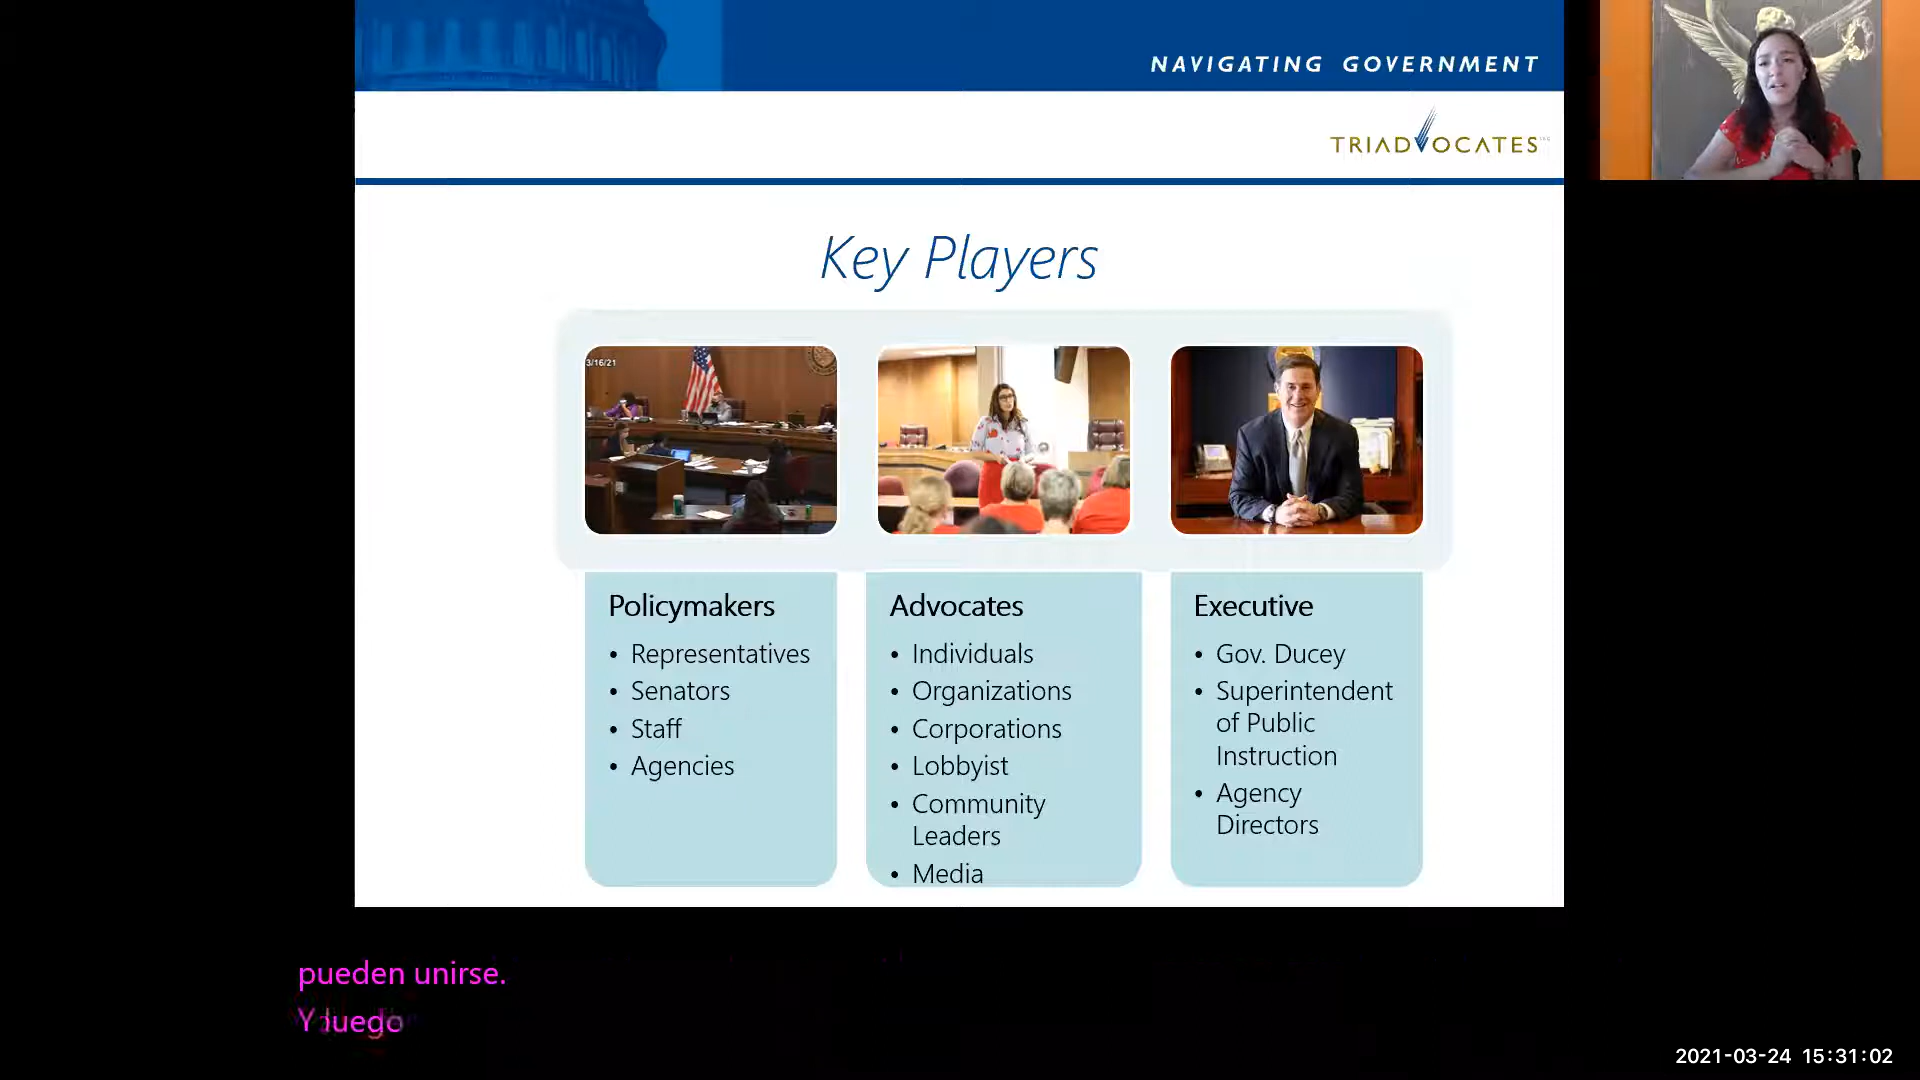 NAVIGATING GOVERNMENT
TRIADVOCATES
Key Players
3/16/21
Policymakers
• Representatives
• Senators
• Staff
• Agencies
Advocates
• Individuals
• Organizations
• Corporations
• Lobbyist
• Community
Leaders
• Media
Executive
• Gov. Ducey
• Superintendent
of Public
Instruction
• Agency
Directors
pueden unirse.
Y luego
2021-03-24 15:31:02